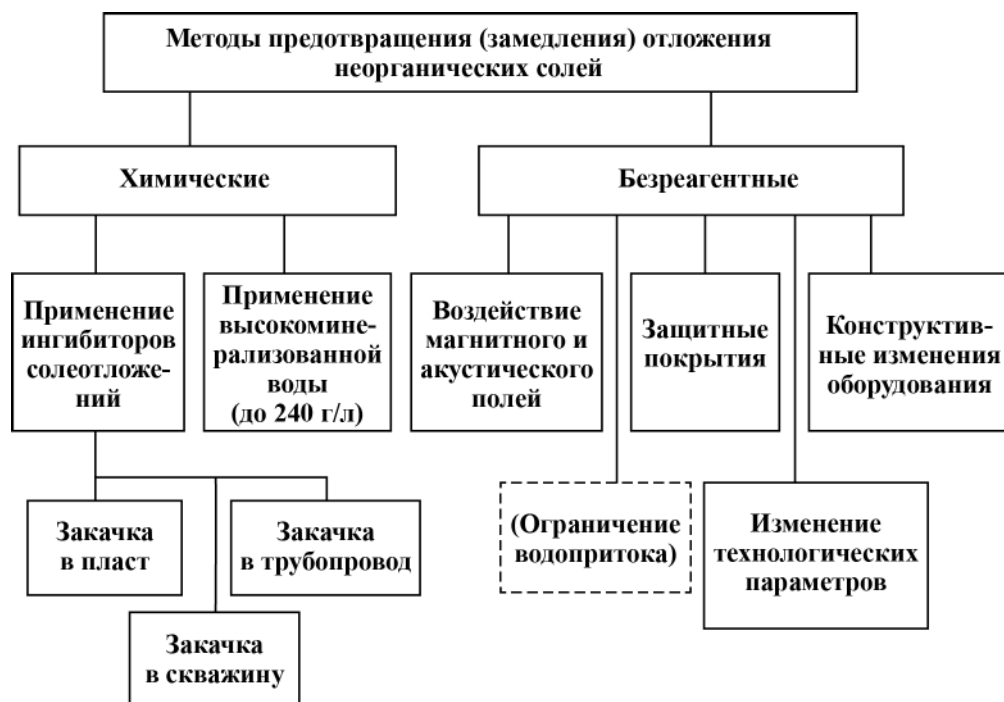 Методы предотвращения (замедления) отложения
неорганических солей
Химические
Безреагентные
Применение
ингибиторов
солеотложе-
ний
Применение
высокомине-
рализованной
воды
(до 240 г/л)
Воздействие
магнитного и
акустического
полей
Защитные
покрытия
Конструктив-
ные изменения
оборудования
Закачка
в пласт
Закачка
в трубопровод
(Ограничение
водопритока)
Изменение
технологических
параметров
Закачка
в скважину